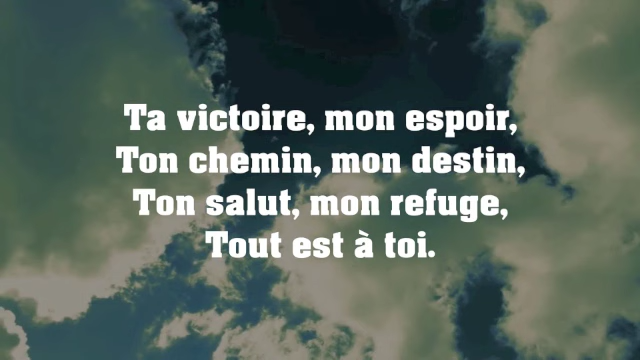 Ta victoire, mon espoir,
Ton chemin, mon destin,
Ton salut, mon refuge,
Tout est à toi.